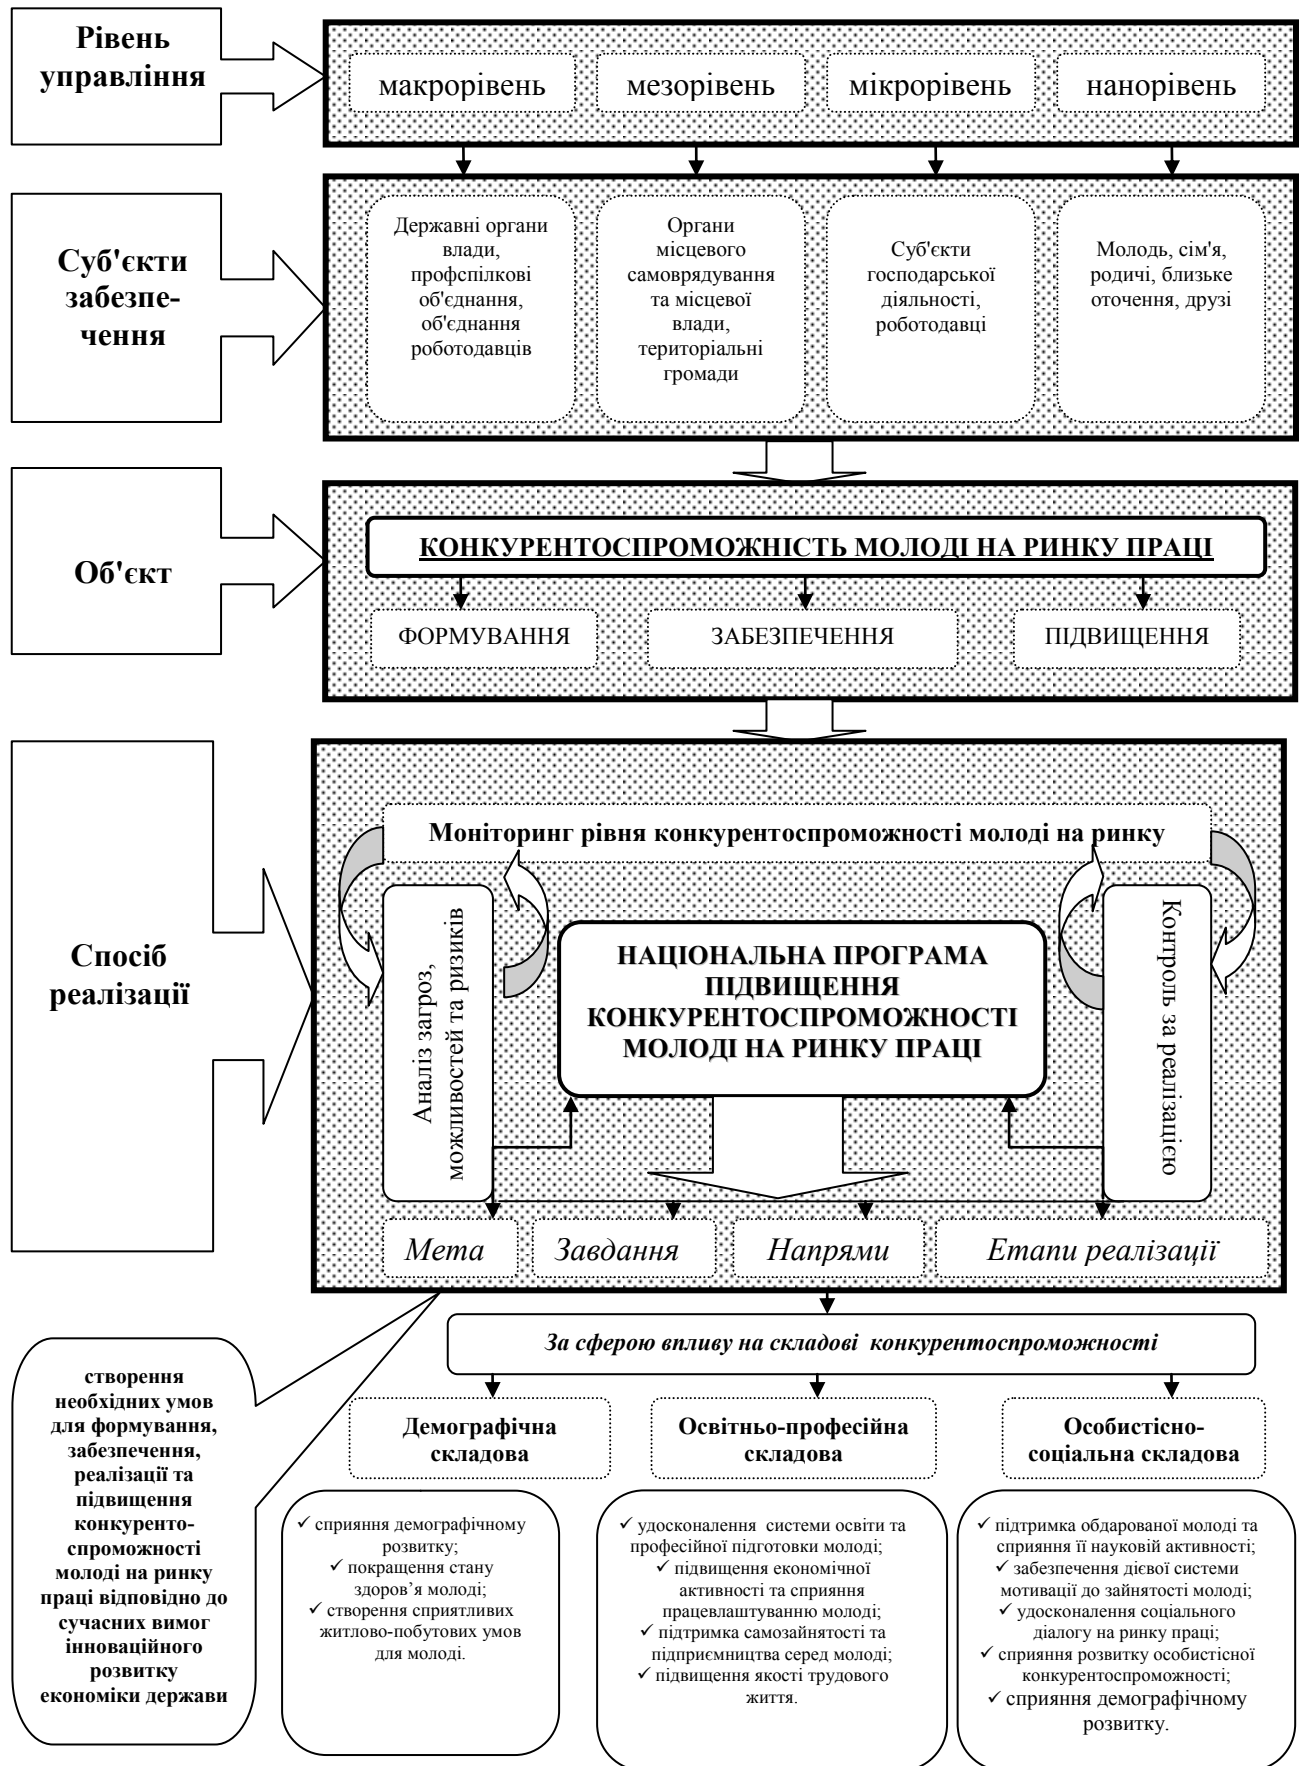 Рівень
управління
макрорівень
мезорівень
мікрорівень
нанорівень
Суб'єкти
забезпе-
чення
Державні органи
влади,
профспілкові
об'єднання,
об'єднання
роботодавців
Органи
місцевого
самоврядування
та місцевої
влади,
територіальні
громади
Суб'єкти
господарської
діяльності,
роботодавці
Молодь, сім'я,
родичі, близьке
оточення, друзі
Об'єкт
КОНКУРЕНТОСПРОМОЖНІСТЬ МОЛОДІ НА РИНКУ ПРАЦІ
ФОРМУВАННЯ
ЗАБЕЗПЕЧЕННЯ
ПІДВИЩЕННЯ
Спосіб
реалізації
Моніторинг рівня конкурентоспроможності молоді на ринку
Аналіз загроз,
можливостей та ризиків
НАЦІОНАЛЬНА ПРОГРАМА
ПІДВИЩЕННЯ
КОНКУРЕНТОСПРОМОЖНОСТІ
МОЛОДІ НА РИНКУ ПРАЦІ
Контроль за реалізацією
Мета
Завдання
Напрями
Етапи реалізації
створення
необхідних умов
для формування,
забезпечення,
реалізації та
підвищення
конкуренто-
спроможності
молоді на ринку
праці відповідно до
сучасних вимог
інноваційного
розвитку
економіки держави
За сферою впливу на складові конкурентоспроможності
Демографічна
складова
Освітньо-професійна
складова
Особистісно-
соціальна складова
✓ сприяння демографічному
розвитку;
✓ покращення стану
здоров’я молоді;
✓ створення сприятливих
житлово-побутових умов
для молоді.
✓ удосконалення системи освіти та
професійної підготовки молоді;
✓ підвищення економічної
активності та сприяння
працевлаштуванню молоді;
✓ підтримка самозайнятості та
підприємництва серед молоді;
✓ підвищення якості трудового
життя.
✓ підтримка обдарованої молоді та
сприяння її науковій активності;
✓ забезпечення дієвої системи
мотивації до зайнятості молоді;
✓ удосконалення соціального
діалогу на ринку праці;
✓ сприяння розвитку особистісної
конкурентоспроможності;
✓ сприяння демографічному
розвитку.